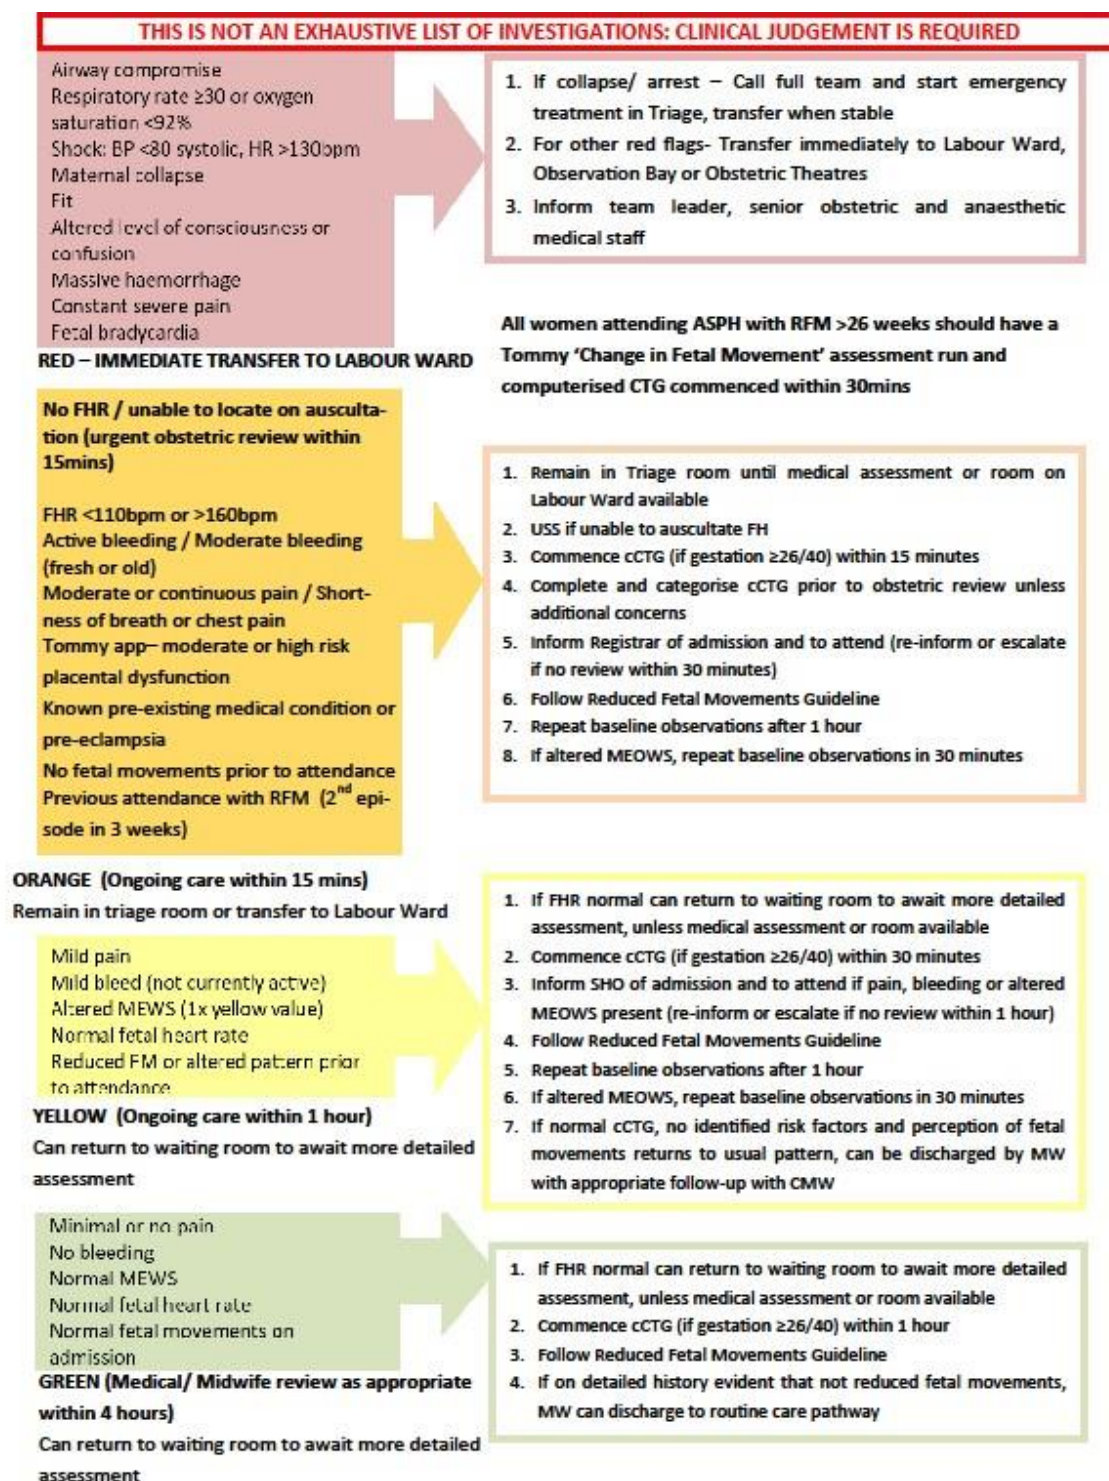 THIS IS NOT AN EXHAUSTIVE LIST OF INVESTIGATIONS: CLINICAL JUDGEMENT IS REQUIRED
Airway compromise
Respiratory rate ≥30 or oxygen
saturation <92%
Shock: BP <80 systolic, HR >130bpm
Maternal collapse
Fit
Altered level of consciousness or
confusion
Massive haemorrhage
Constant severe pain
Fetal bradycardia
RED – IMMEDIATE TRANSFER TO LABOUR WARD
1. If collapse/ arrest – Call full team and start emergency
treatment in Triage, transfer when stable
2. For other red flags- Transfer immediately to Labour Ward,
Observation Bay or Obstetric Theatres
3. Inform team leader, senior obstetric and anaesthetic
medical staff
All women attending ASPH with RFM >26 weeks should have a
Tommy ‘Change in Fetal Movement’ assessment run and
computerised CTG commenced within 30mins
No FHR / unable to locate on ausculta-
tion (urgent obstetric review within
15mins)
FHR <110bpm or >160bpm
Active bleeding / Moderate bleeding
(fresh or old)
Moderate or continuous pain / Short-
ness of breath or chest pain
Tommy app– moderate or high risk
placental dysfunction
Known pre-existing medical condition or
pre-eclampsia
No fetal movements prior to attendance
Previous attendance with RFM (2nd epi-
sode in 3 weeks)
ORANGE (Ongoing care within 15 mins)
Remain in triage room or transfer to Labour Ward
1. Remain in Triage room until medical assessment or room on
Labour Ward available
2. USS if unable to auscultate FH
3. Commence cCTG (if gestation ≥26/40) within 15 minutes
4. Complete and categorise cCTG prior to obstetric review unless
additional concerns
5. Inform Registrar of admission and to attend (re-inform or escalate
if no review within 30 minutes)
6. Follow Reduced Fetal Movements Guideline
7. Repeat baseline observations after 1 hour
8. If altered MEOWS, repeat baseline observations in 30 minutes
Mild pain
Mild bleed (not currently active)
Altered MEWS (1x yellow value)
Normal fetal heart rate
Reduced FM or altered pattern prior
to attendance
YELLOW (Ongoing care within 1 hour)
Can return to waiting room to await more detailed
assessment
1. If FHR normal can return to waiting room to await more detailed
assessment, unless medical assessment or room available
2. Commence cCTG (if gestation ≥26/40) within 30 minutes
3. Inform SHO of admission and to attend if pain, bleeding or altered
MEOWS present (re-inform or escalate if no review within 1 hour)
4. Follow Reduced Fetal Movements Guideline
5. Repeat baseline observations after 1 hour
6. If altered MEOWS, repeat baseline observations in 30 minutes
7. If normal cCTG, no identified risk factors and perception of fetal
movements returns to usual pattern, can be discharged by MW
with appropriate follow-up with CMW
Minimal or no pain
No bleeding
Normal MEWS
Normal fetal heart rate
Normal fetal movements on
admission
GREEN (Medical/ Midwife review as appropriate
within 4 hours)
Can return to waiting room to await more detailed
assessment
1. If FHR normal can return to waiting room to await more detailed
assessment, unless medical assessment or room available
2. Commence cCTG (if gestation ≥26/40) within 1 hour
3. Follow Reduced Fetal Movements Guideline
4. If on detailed history evident that not reduced fetal movements,
MW can discharge to routine care pathway